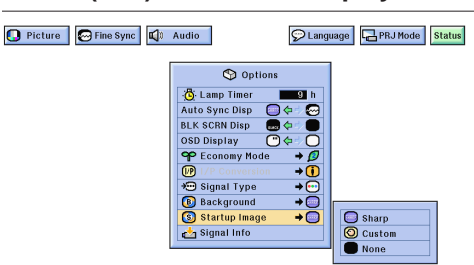 Picture Fine Sync Audio Language PRJ Mode Status
Options
Lamp Timer 9 h
Auto Sync Disp
BLK SCRN Disp
OSD Display
Economy Mode
I/P
Signal Type
Background
Startup Image
Signal Info
Sharp
Custom
None